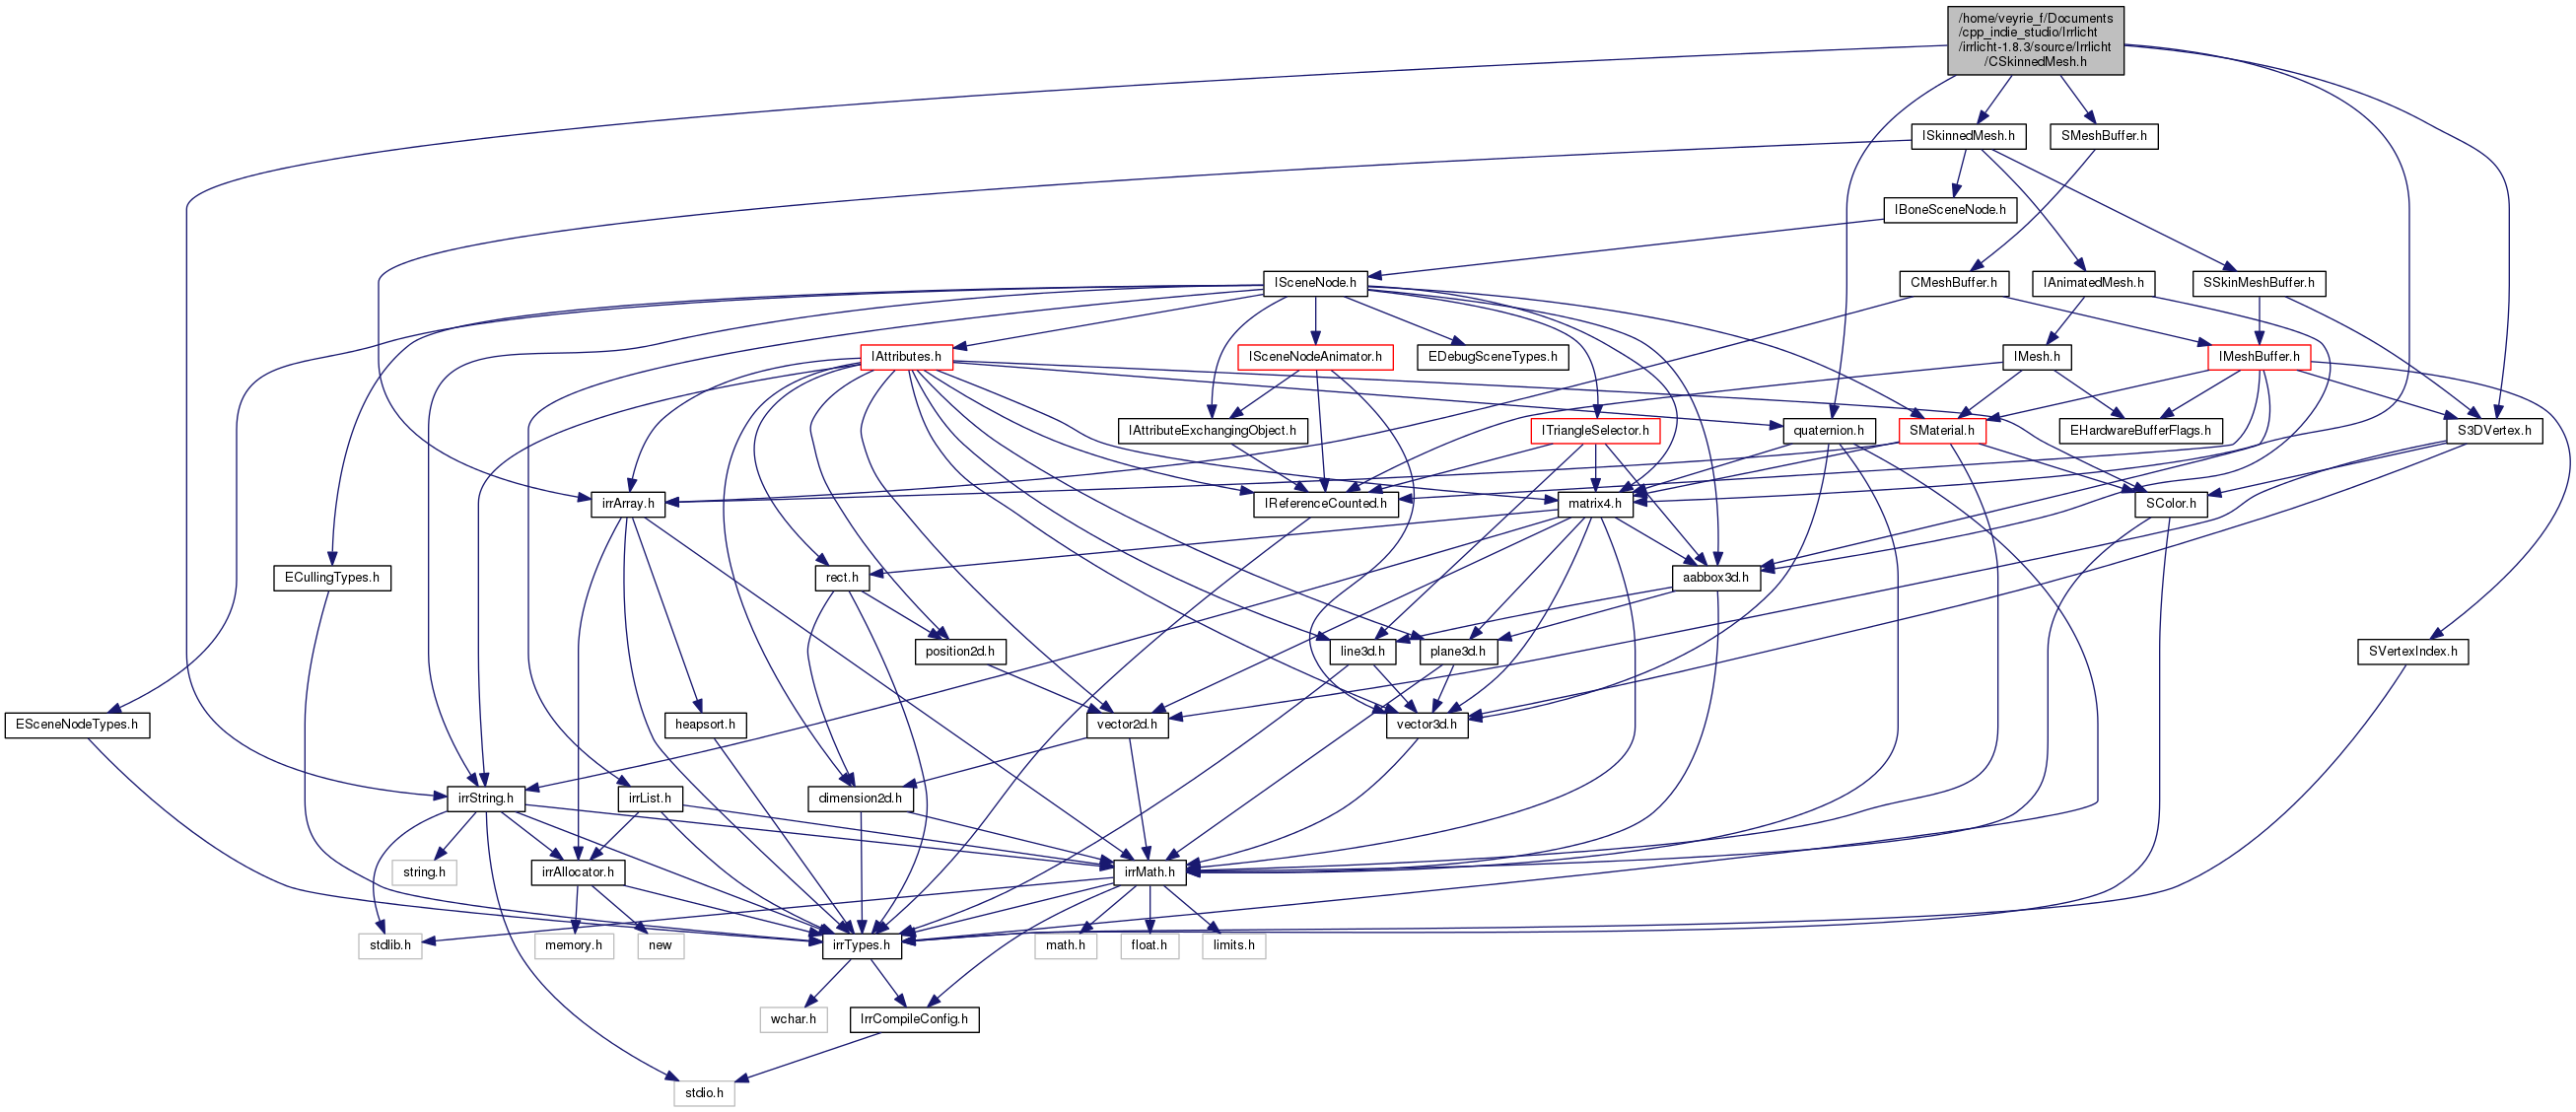 /home/veyrie_f/Documents
/cpp_indie_studio/Irrlicht
/irrlicht-1.8.3/source/Irrlicht
/CSkinnedMesh.h
ISkinnedMesh.h
SMeshBuffer.h
IBoneSceneNode.h
ISceneNode.h
CMeshBuffer.h
IAnimatedMesh.h
SSkinMeshBuffer.h
IAttributes.h
ISceneNodeAnimator.h
EDebugSceneTypes.h
IMesh.h
IMeshBuffer.h
IAttributeExchangingObject.h
ITriangleSelector.h
quaternion.h
SMaterial.h
EHardwareBufferFlags.h
S3DVertex.h
irrArray.h
IReferenceCounted.h
matrix4.h
SColor.h
ECullingTypes.h
rect.h
aabbox3d.h
position2d.h
line3d.h
plane3d.h
SVertexIndex.h
ESceneNodeTypes.h
heapsort.h
vector2d.h
vector3d.h
irrString.h
irrList.h
dimension2d.h
string.h
irrAllocator.h
irrMath.h
stdlib.h
memory.h
new
irrTypes.h
math.h
float.h
limits.h
wchar.h
IrrCompileConfig.h
stdio.h